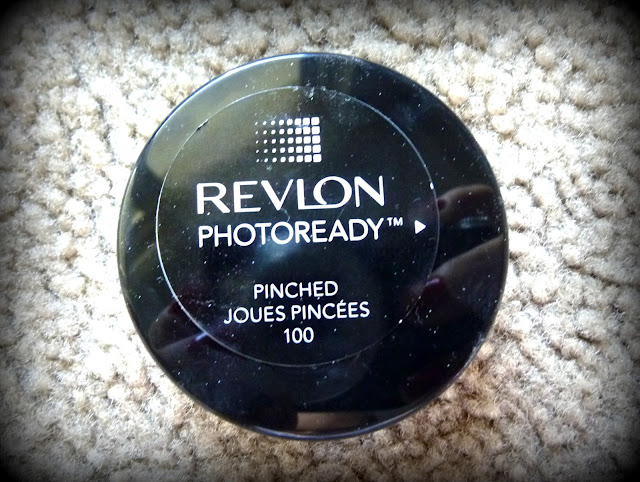 REVLON
PHOTOREADY™
PINCHED
JOUES PINCÉES
100